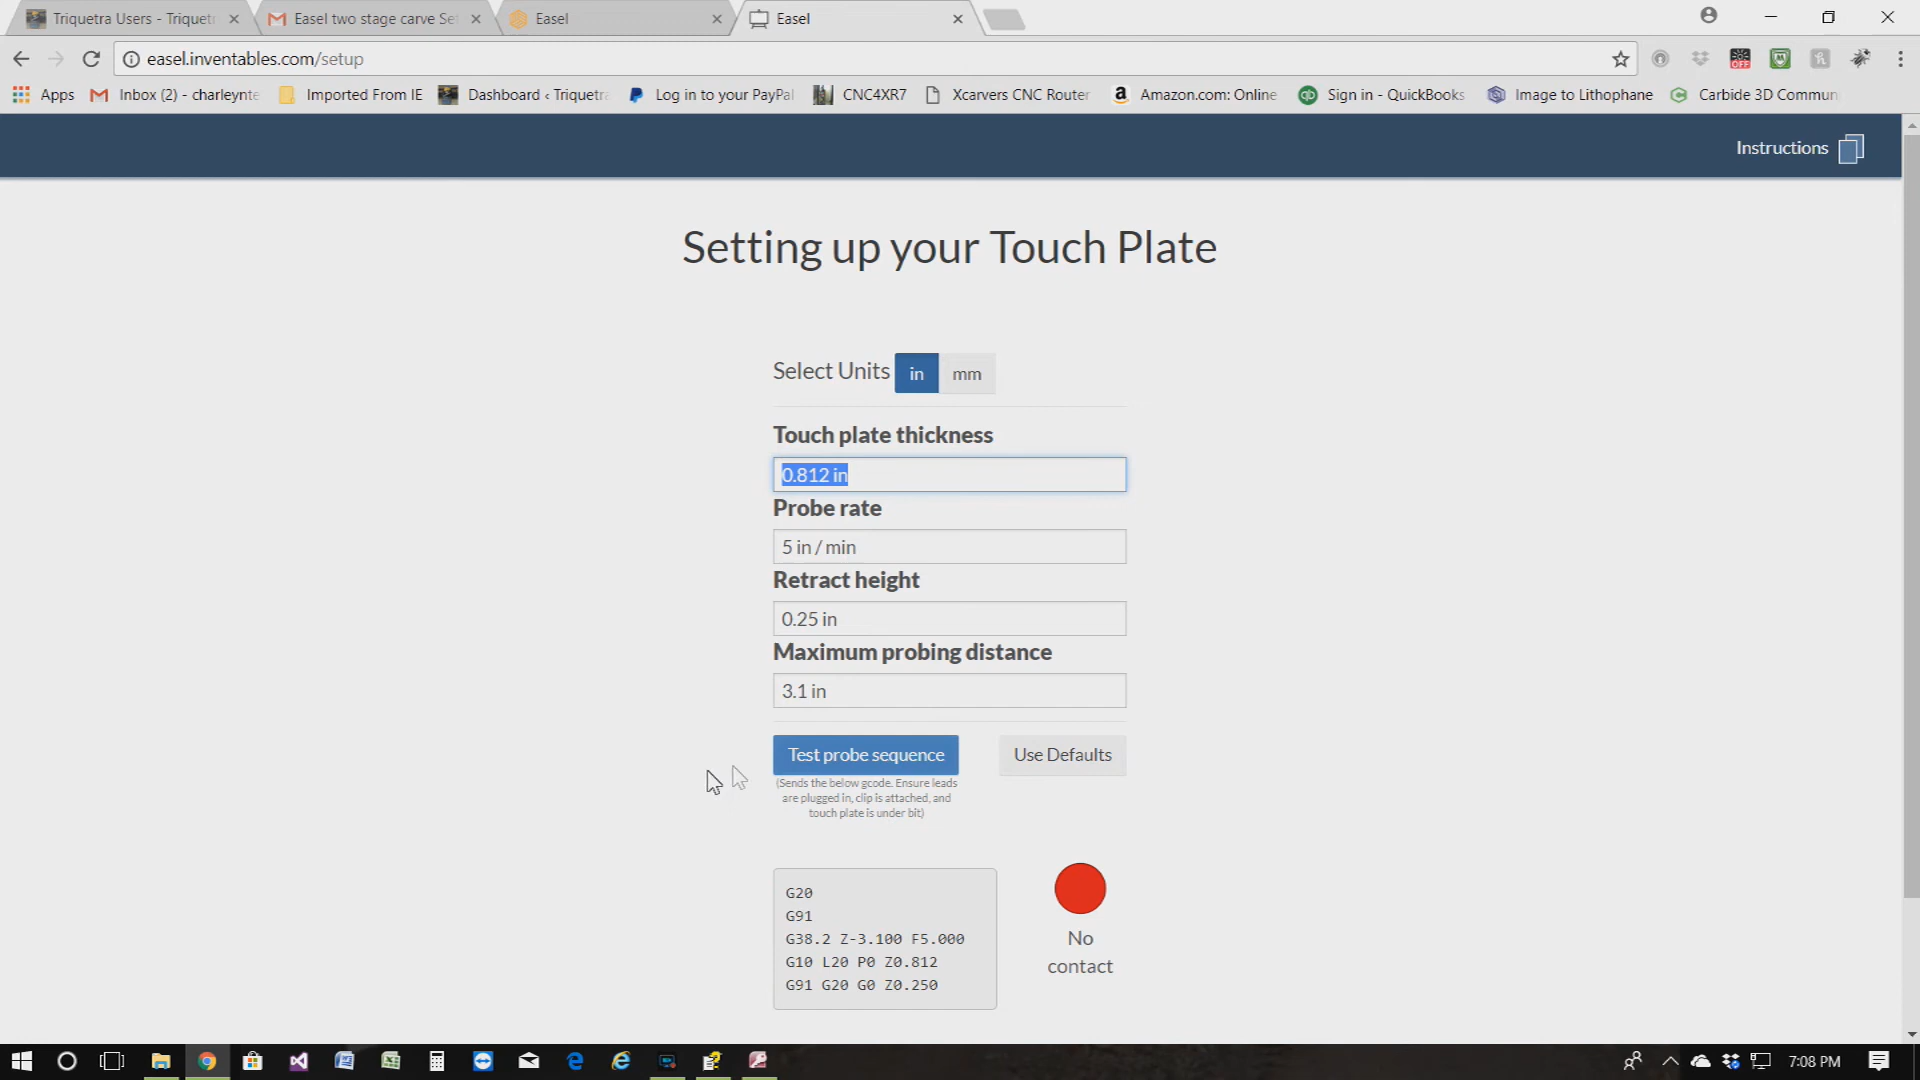 Triquetra Users - Triquetr
Easel two stage carve Set
Easel
Easel
easel.inventables.com/setup
Apps
Inbox (2) - charleynte
Imported From IE
Dashboard ‹ Triquetra
Log in to your PayPal
CNC4XR7
Xcarvers CNC Router
Amazon.com: Online
Sign in - QuickBooks
Image to Lithophane
Carbide 3D Commun
OFF
Instructions
Setting up your Touch Plate
Select Units in mm
Touch plate thickness
0.812 in
Probe rate
5 in / min
Retract height
0.25 in
Maximum probing distance
3.1 in
Test probe sequence
Use Defaults
(Sends the below gcode. Ensure leads
are plugged in, clip is attached, and
touch plate is under bit)
G20
G91
G38.2 Z-3.100 F5.000
G10 L20 P0 Z0.812
G91 G20 G0 Z0.250
No
contact
7:08 PM